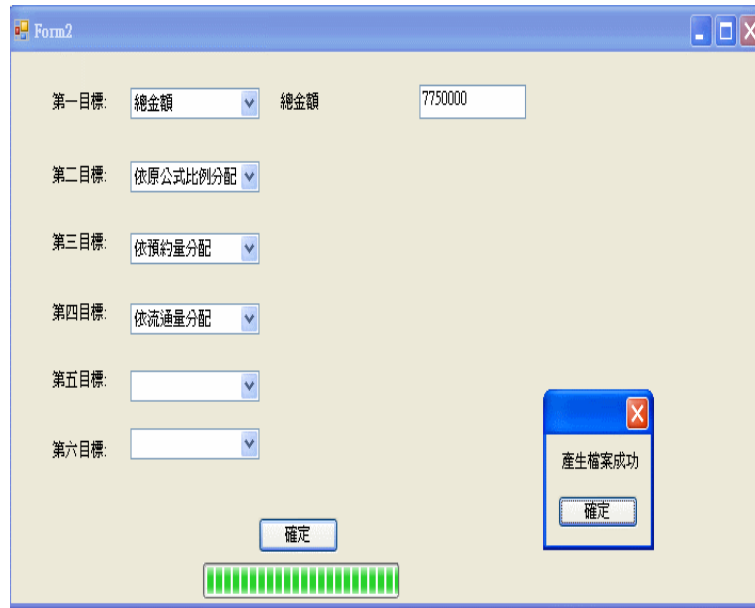 Form2
第一目標: 總金額 總金額 7750000
第二目標: 依原公式比例分配
第三目標: 依預約量分配
第四目標: 依流通量分配
第五目標:
第六目標:
產生檔案成功
確定
確定